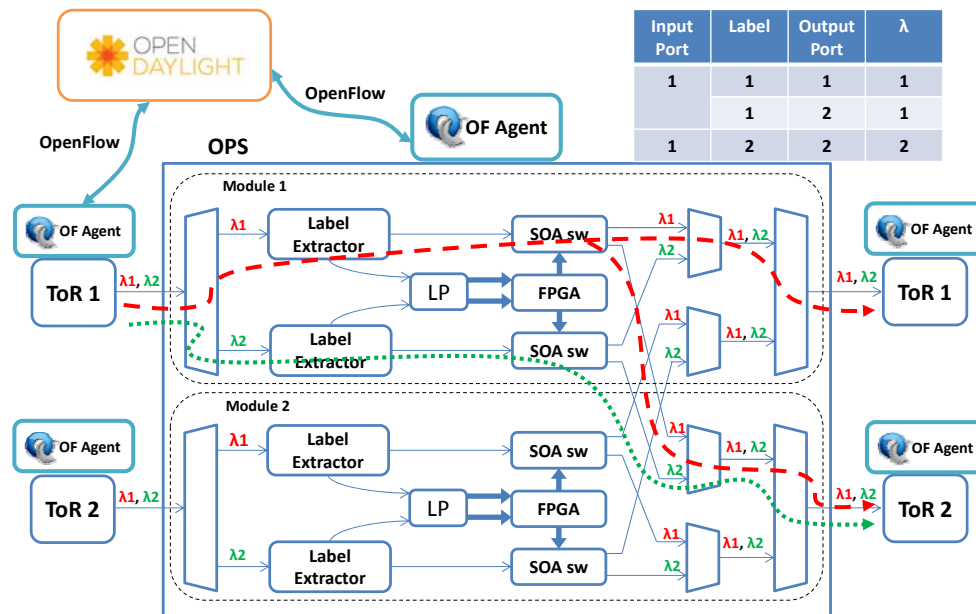 OPEN
DAYLIGHT
OpenFlow
OpenFlow
OF Agent
Input Port Label Output Port λ
1 1 1 1
1 2 1
1 2 2 2
OPS
Module 1
OF Agent
ToR 1
λ1, λ2
λ1
Label
Extractor
SOA sw
λ1
λ2
λ1, λ2
LP
FPGA
λ2
Label
Extractor
SOA sw
λ1
λ2
λ1, λ2
λ1, λ2
OF Agent
ToR 1
Module 2
OF Agent
ToR 2
λ1, λ2
λ1
Label
Extractor
SOA sw
λ1
λ2
λ1, λ2
LP
FPGA
λ2
Label
Extractor
SOA sw
λ1
λ2
λ1, λ2
λ1, λ2
OF Agent
ToR 2